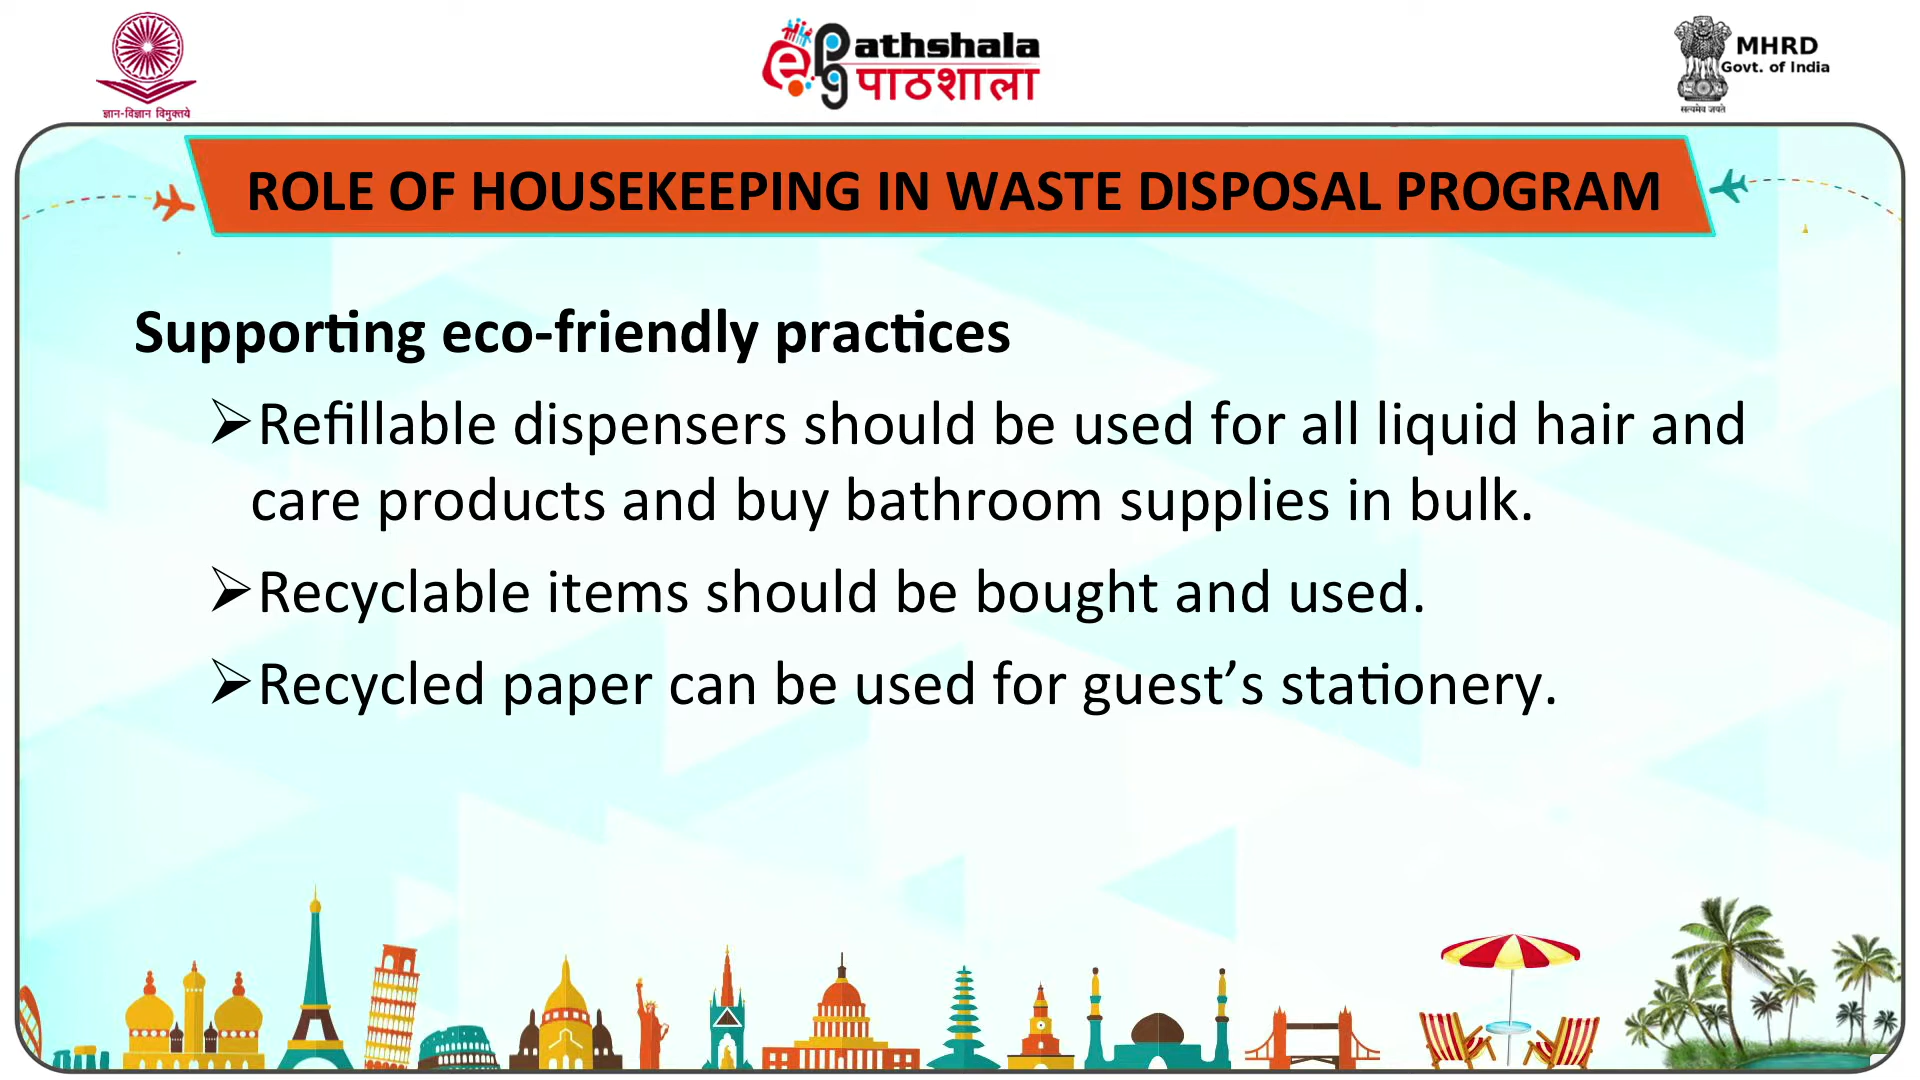 ज्ञान-विज्ञान विमुक्तये
ePGpathshala
पाठशाला
MHRD
Govt. of India
सत्यमेव जयते
ROLE OF HOUSEKEEPING IN WASTE DISPOSAL PROGRAM
Supporting eco-friendly practices
➢Refillable dispensers should be used for all liquid hair and
care products and buy bathroom supplies in bulk.
➢Recyclable items should be bought and used.
➢Recycled paper can be used for guest’s stationery.